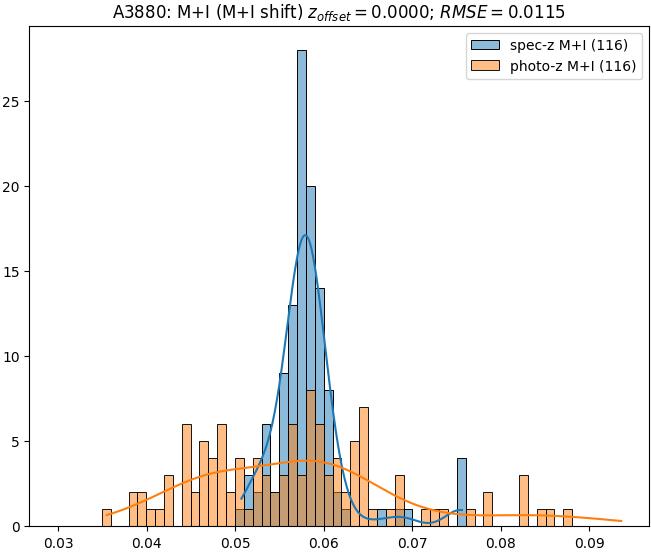 A3880: M+I (M+I shift) z_offset = 0.0000; RMSE = 0.0115
spec-z M+I (116)
photo-z M+I (116)
25
20
15
10
5
0
0.03 0.04 0.05 0.06 0.07 0.08 0.09